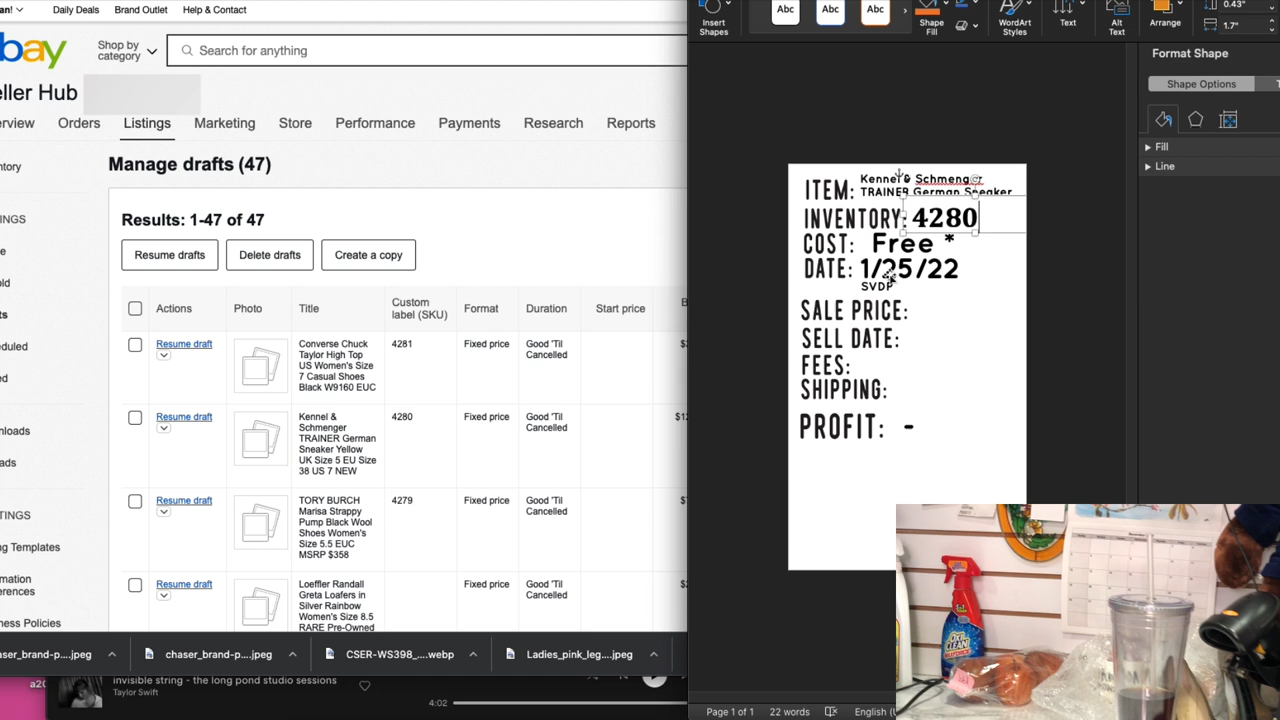 Daily Deals Brand Outlet Help & Contact
Shop by category
Search for anything
Seller Hub
Orders Listings Marketing Store Performance Payments Research Reports
Manage drafts (47)
Results: 1-47 of 47
Resume drafts Delete drafts Create a copy
Actions Photo Title Custom label (SKU) Format Duration Start price
Resume draft
Converse Chuck
Taylor High Top
US Women's Size
7 Casual Shoes
Black W9160 EUC
4281 Fixed price Good 'Til Cancelled
Resume draft
Kennel &
Schmenger
TRAINER German
Sneaker Yellow
UK Size 5 EU Size
38 US 7 NEW
4280 Fixed price Good 'Til Cancelled
Resume draft
TORY BURCH
Marisa Strappy
Pump Black Wool
Shoes Women's
Size 5.5 EUC
MSRP $358
4279 Fixed price Good 'Til Cancelled
Resume draft
Loeffler Randall
Greta Loafers in
Silver Rainbow
Women's Size 8.5
RARE Pre-Owned
Fixed price Good 'Til Cancelled
aser_brand-p....jpeg chaser_brand-p....jpeg CSER-WS398_....webp Ladies_pink_leg....jpeg
invisible string - the long pond studio sessions
Taylor Swift
4:02
Insert Shapes
Abc Abc Abc
Shape Fill
WordArt Styles
Text
Alt Text
Arrange
0.43"
1.7"
Format Shape
Shape Options
Fill
Line
ITEM: Kennel & Schmenger
TRAINER German Sneaker
INVENTORY: 4280
COST: Free *
DATE: 1/25/22
SVDP
SALE PRICE:
SELL DATE:
FEES:
SHIPPING:
PROFIT: -
Page 1 of 1 22 words English (U